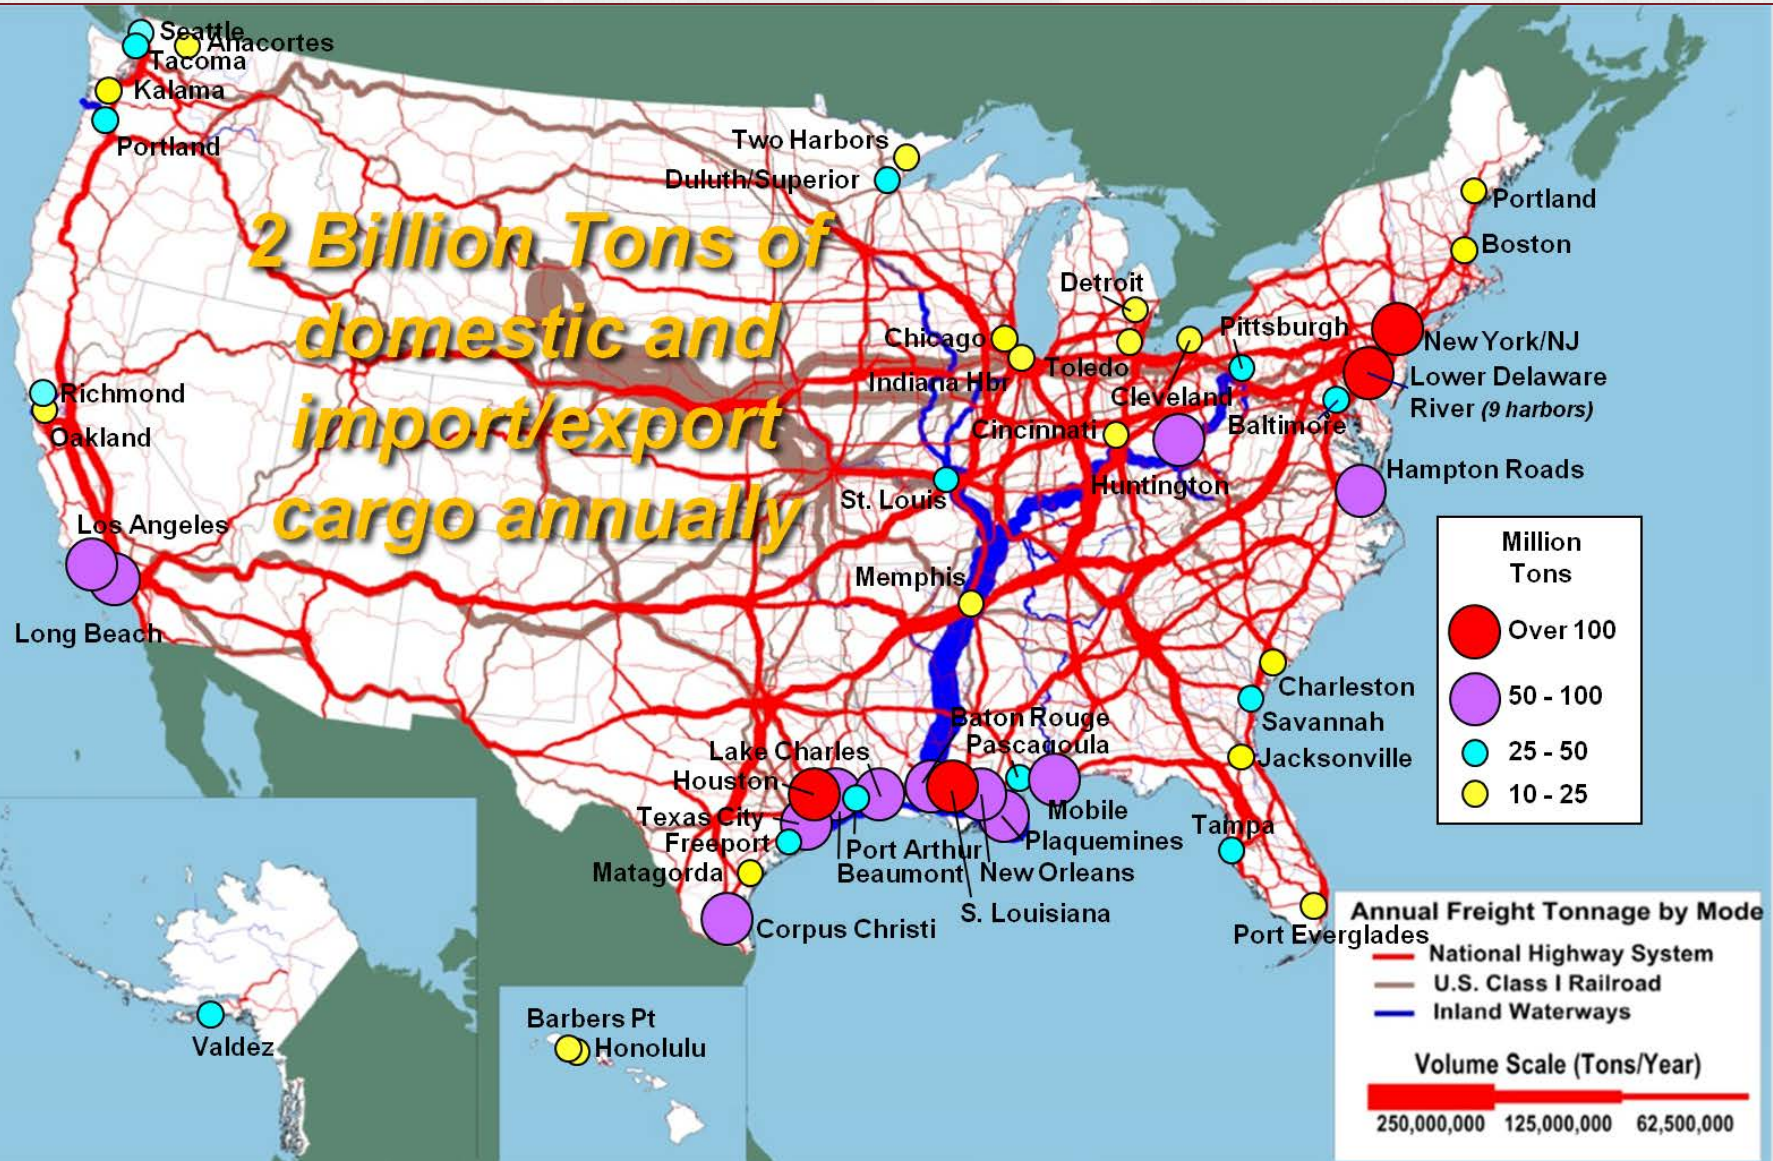 Seattle
Anacortes
Tacoma
Kalama
Portland
Two Harbors
Duluth/Superior
2 Billion Tons of
domestic and
import/export
cargo annually
Portland
Boston
Detroit
Chicago
Pittsburgh
New York/NJ
Toledo
Indiana Hbr
Cleveland
Lower Delaware
River (9 harbors)
Richmond
Oakland
Cincinnati
Baltimore
Hampton Roads
Huntington
St. Louis
Los Angeles
Long Beach
Memphis
Million
Tons
Over 100
50 - 100
25 - 50
10 - 25
Charleston
Savannah
Jacksonville
Baton Rouge
Pascagoula
Lake Charles
Houston
Texas City
Freeport
Matagorda
Corpus Christi
Port Arthur
Beaumont
New Orleans
S. Louisiana
Mobile
Plaquemines
Tampa
Port Everglades
Valdez
Barbers Pt
Honolulu
Annual Freight Tonnage by Mode
National Highway System
U.S. Class I Railroad
Inland Waterways
Volume Scale (Tons/Year)
250,000,000 125,000,000 62,500,000